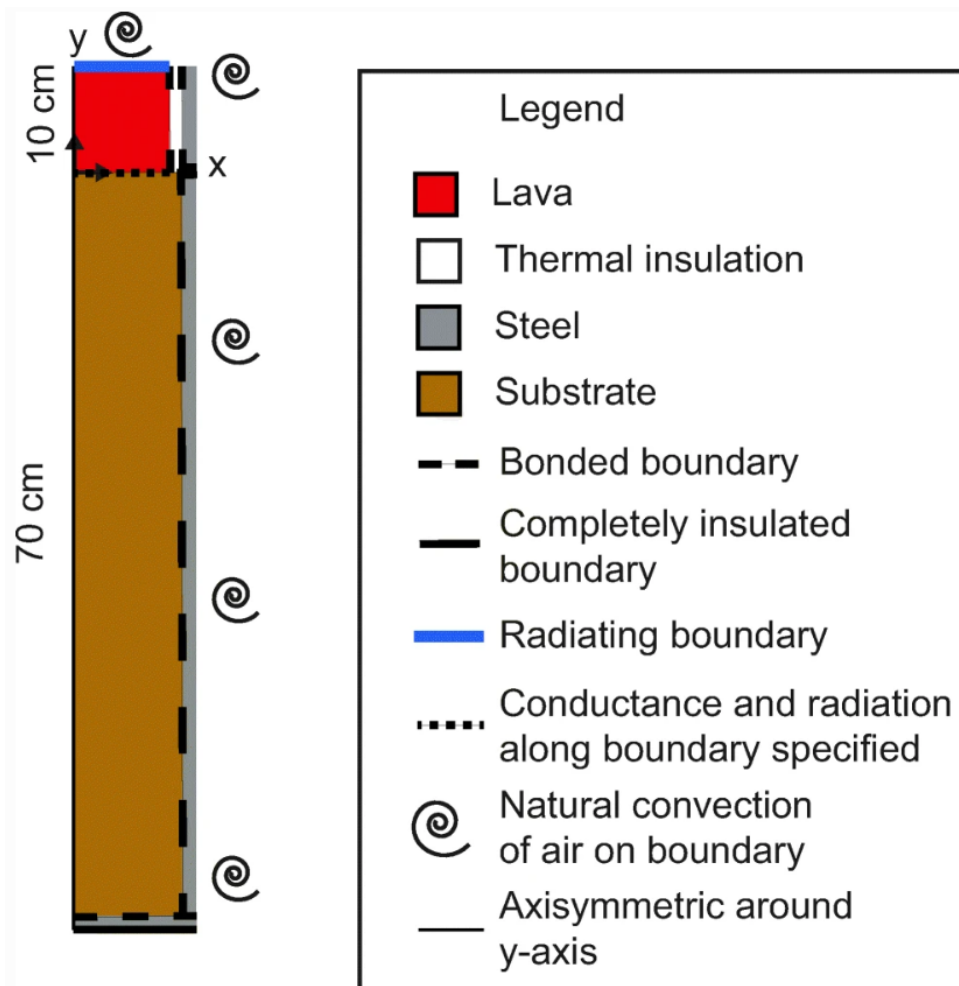 y
10 cm
x
70 cm
Legend
Lava
Thermal insulation
Steel
Substrate
Bonded boundary
Completely insulated
boundary
Radiating boundary
Conductance and radiation
along boundary specified
Natural convection
of air on boundary
Axisymmetric around
y-axis